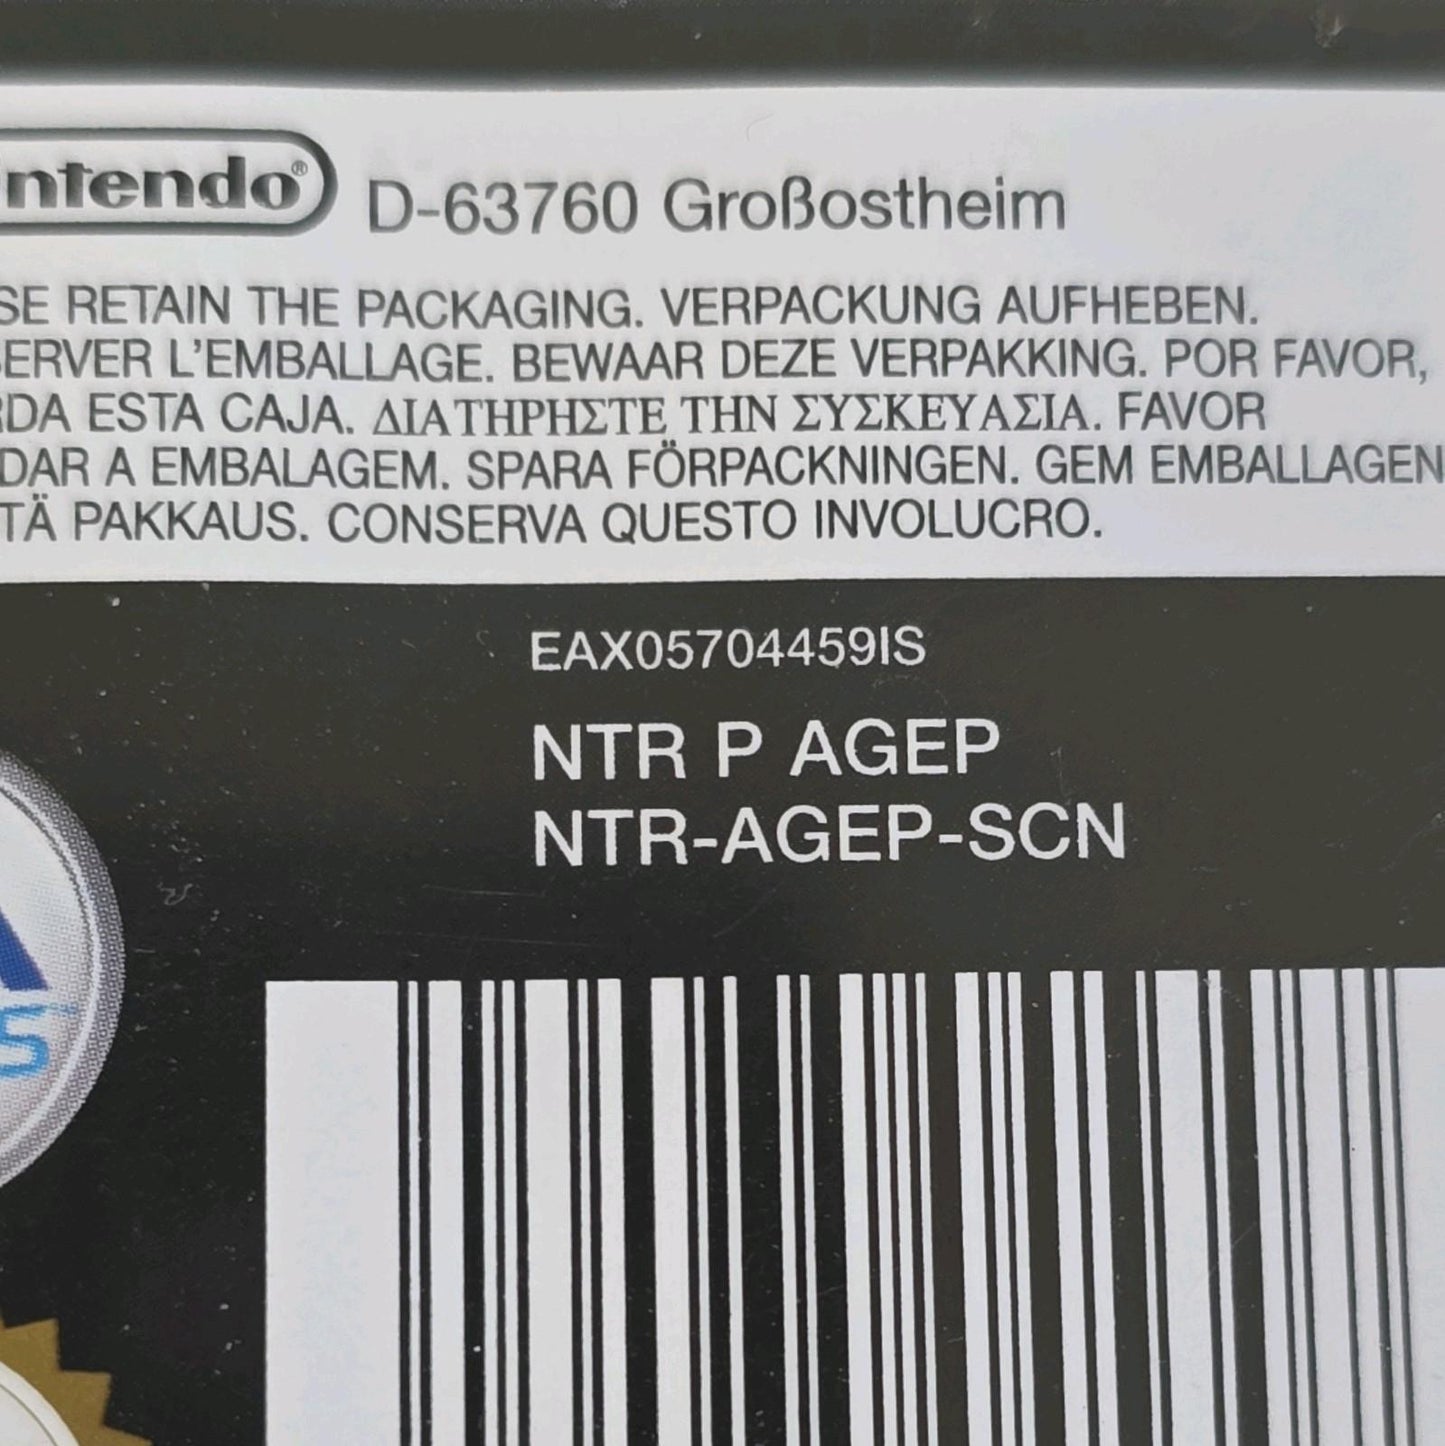 ntendo® D-63760 Großostheim
SE RETAIN THE PACKAGING. VERPACKUNG AUFHEBEN.
ERVER L'EMBALLAGE. BEWAAR DEZE VERPAKKING. POR FAVOR,
RDA ESTA CAJA. ΔΙΑΤΗΡΗΣΤΕ ΤΗΝ ΣΥΣΚΕΥΑΣΙΑ. FAVOR
DAR A EMBALAGEM. SPARA FÖRPACKNINGEN. GEM EMBALLAGEN
TÄ PAKKAUS. CONSERVA QUESTO INVOLUCRO.
EAX05704459IS
NTR P AGEP
NTR-AGEP-SCN